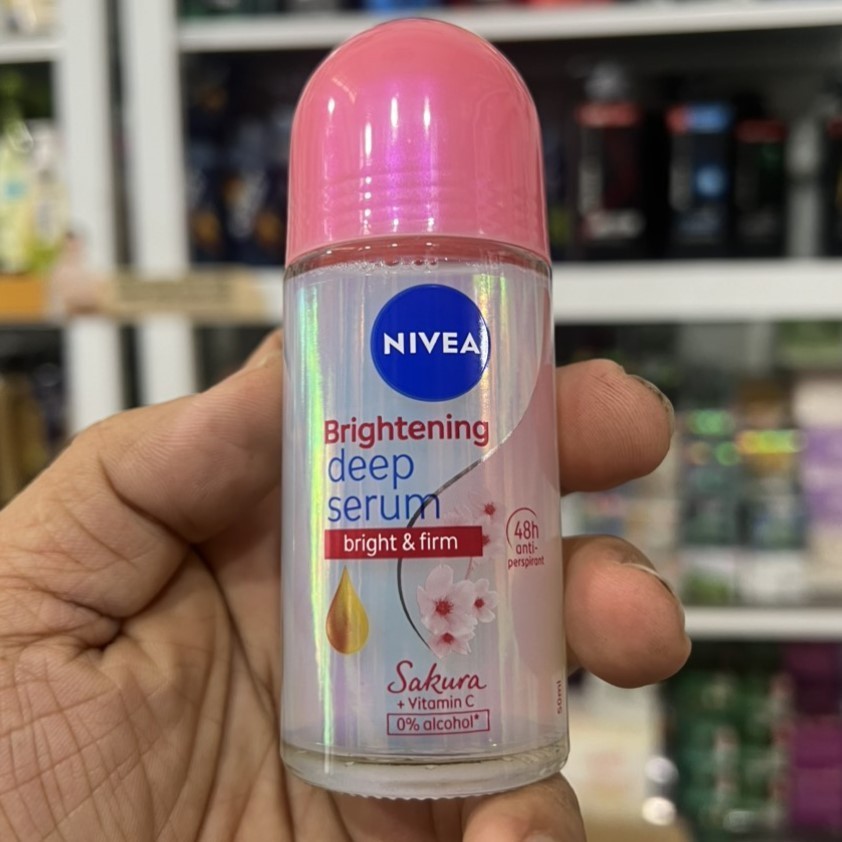 NIVEA
Brightening
deep
serum
bright & firm
48h
anti-
perspirant
Sakura
+ Vitamin C
0% alcohol*
50ml